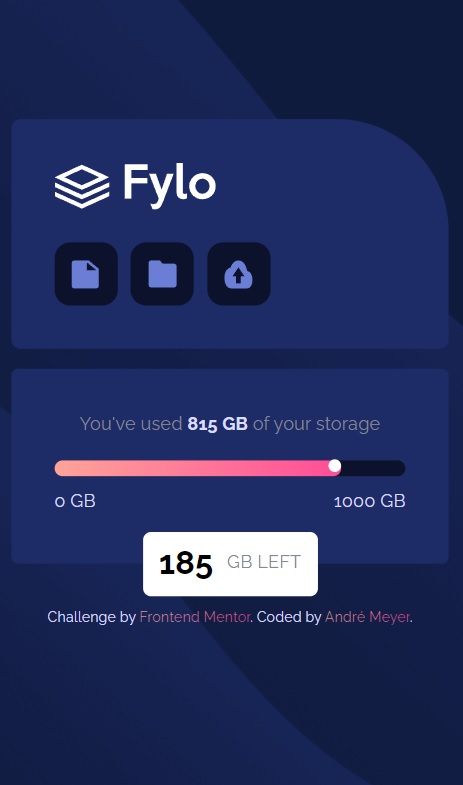 Fylo
You've used 815 GB of your storage
0 GB 1000 GB
185 GB LEFT
Challenge by Frontend Mentor. Coded by André Meyer.